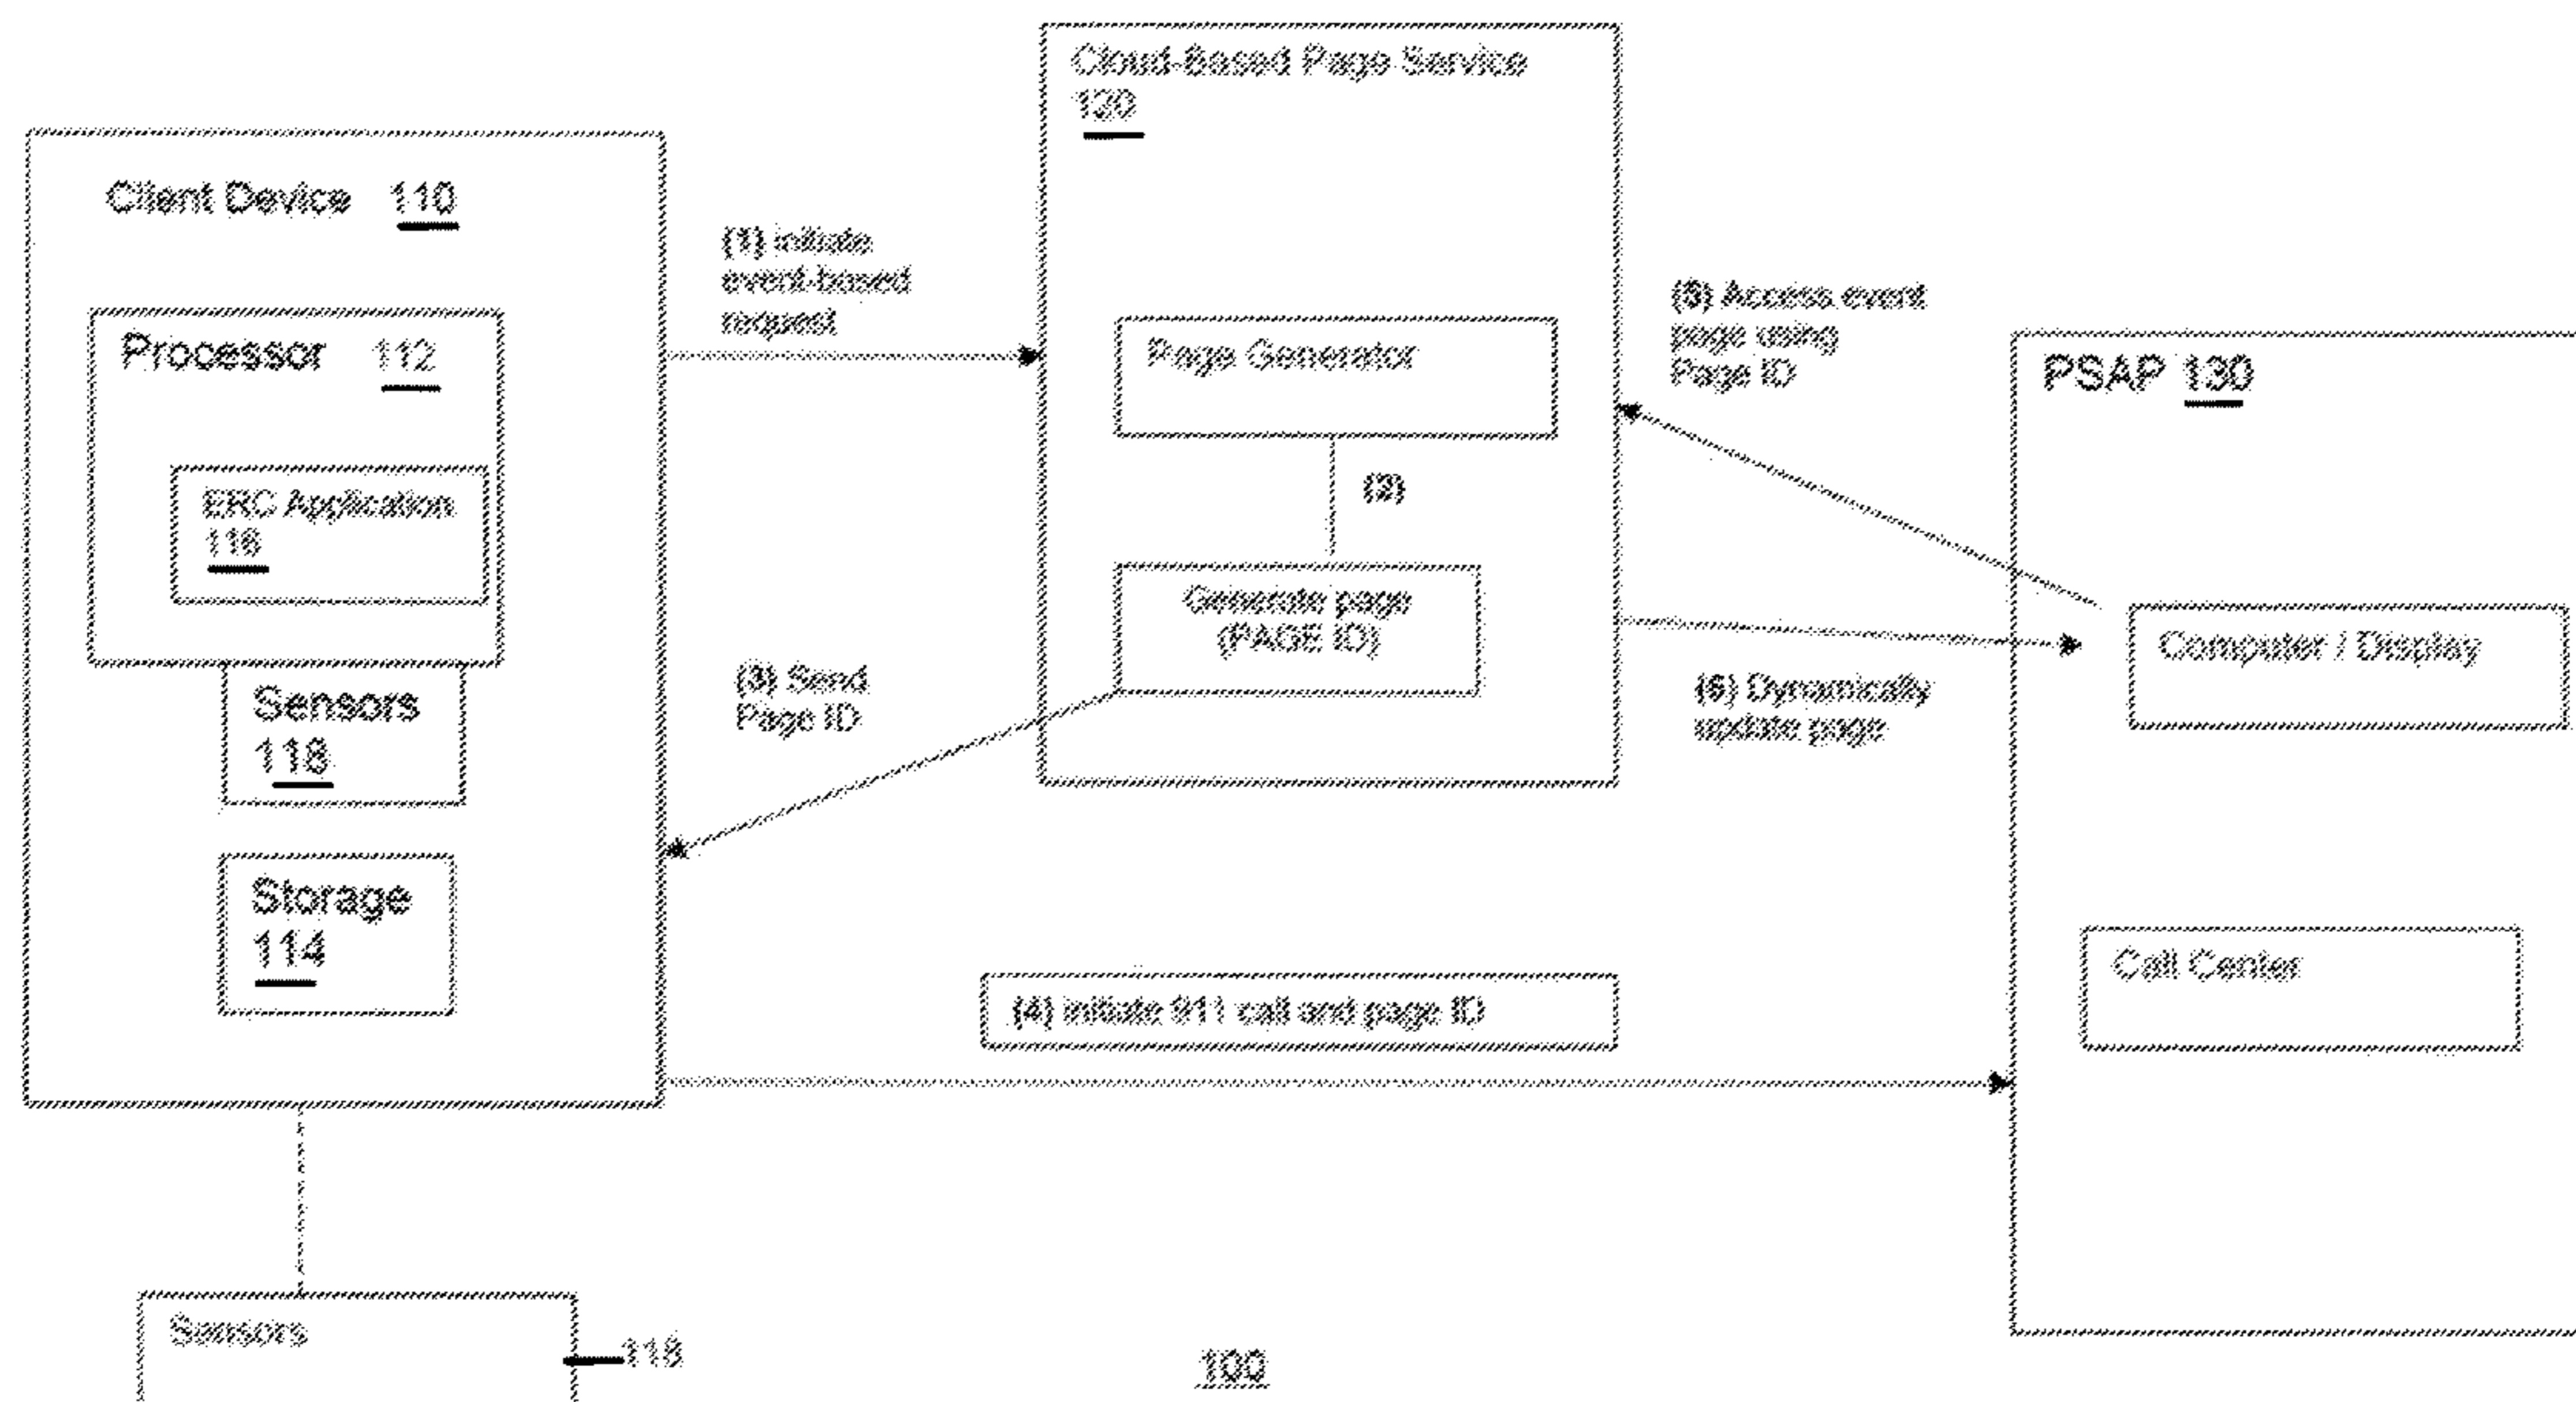 Cloud-Based Page Service
120
Client Device 110
(1) initiate
event-based
request
Processor 112
ERC Application
116
Page Generator
(2)
Generate page
(PAGE ID)
(5) Access event
page using
Page ID
PSAP 130
Computer / Display
Sensors
118
(3) Send
Page ID
(6) Dynamically
update page
Storage
114
(4) initiate 911 call and page ID
Call Center
Sensors
118
100